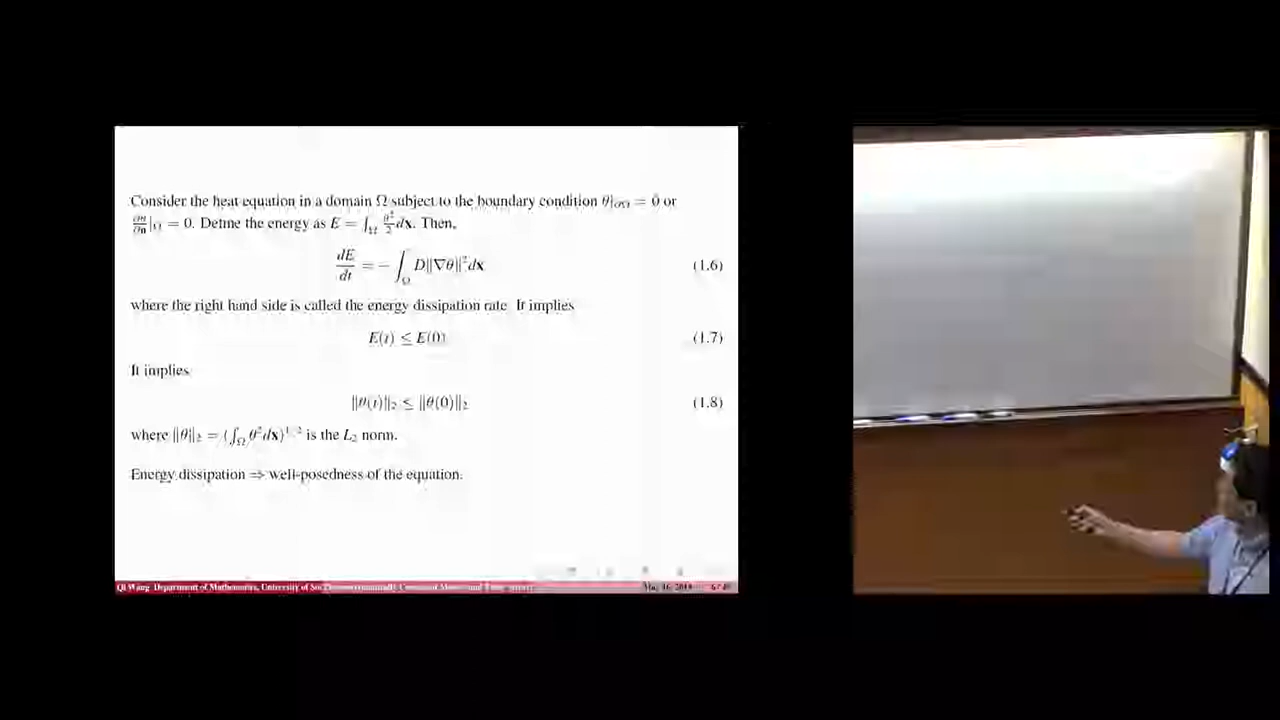 Consider the heat equation in a domain Ω subject to the boundary condition θ|∂Ω = 0 or
∂θ/∂n|Ω = 0. Define the energy as E = ∫Ω θ²/2 dx. Then,
dE/dt = − ∫Ω D‖∇θ‖² dx (1.6)
where the right hand side is called the energy dissipation rate. It implies
E(t) ≤ E(0) (1.7)
It implies
‖θ(t)‖₂ ≤ ‖θ(0)‖₂ (1.8)
where ‖θ‖₂ = (∫Ω θ²dx)^1/2 is the L₂ norm.
Energy dissipation ⇒ well-posedness of the equation.
Qi Wang Department of Mathematics, University of